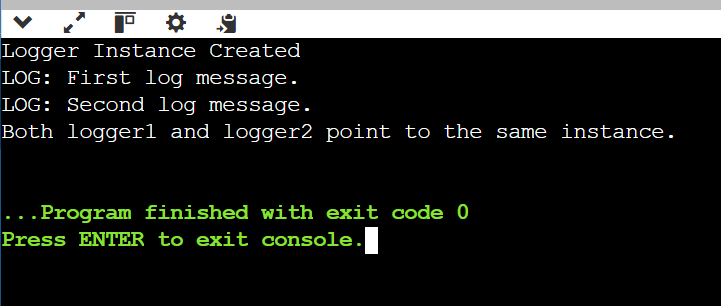 Logger Instance Created
LOG: First log message.
LOG: Second log message.
Both logger1 and logger2 point to the same instance.
...Program finished with exit code 0
Press ENTER to exit console.